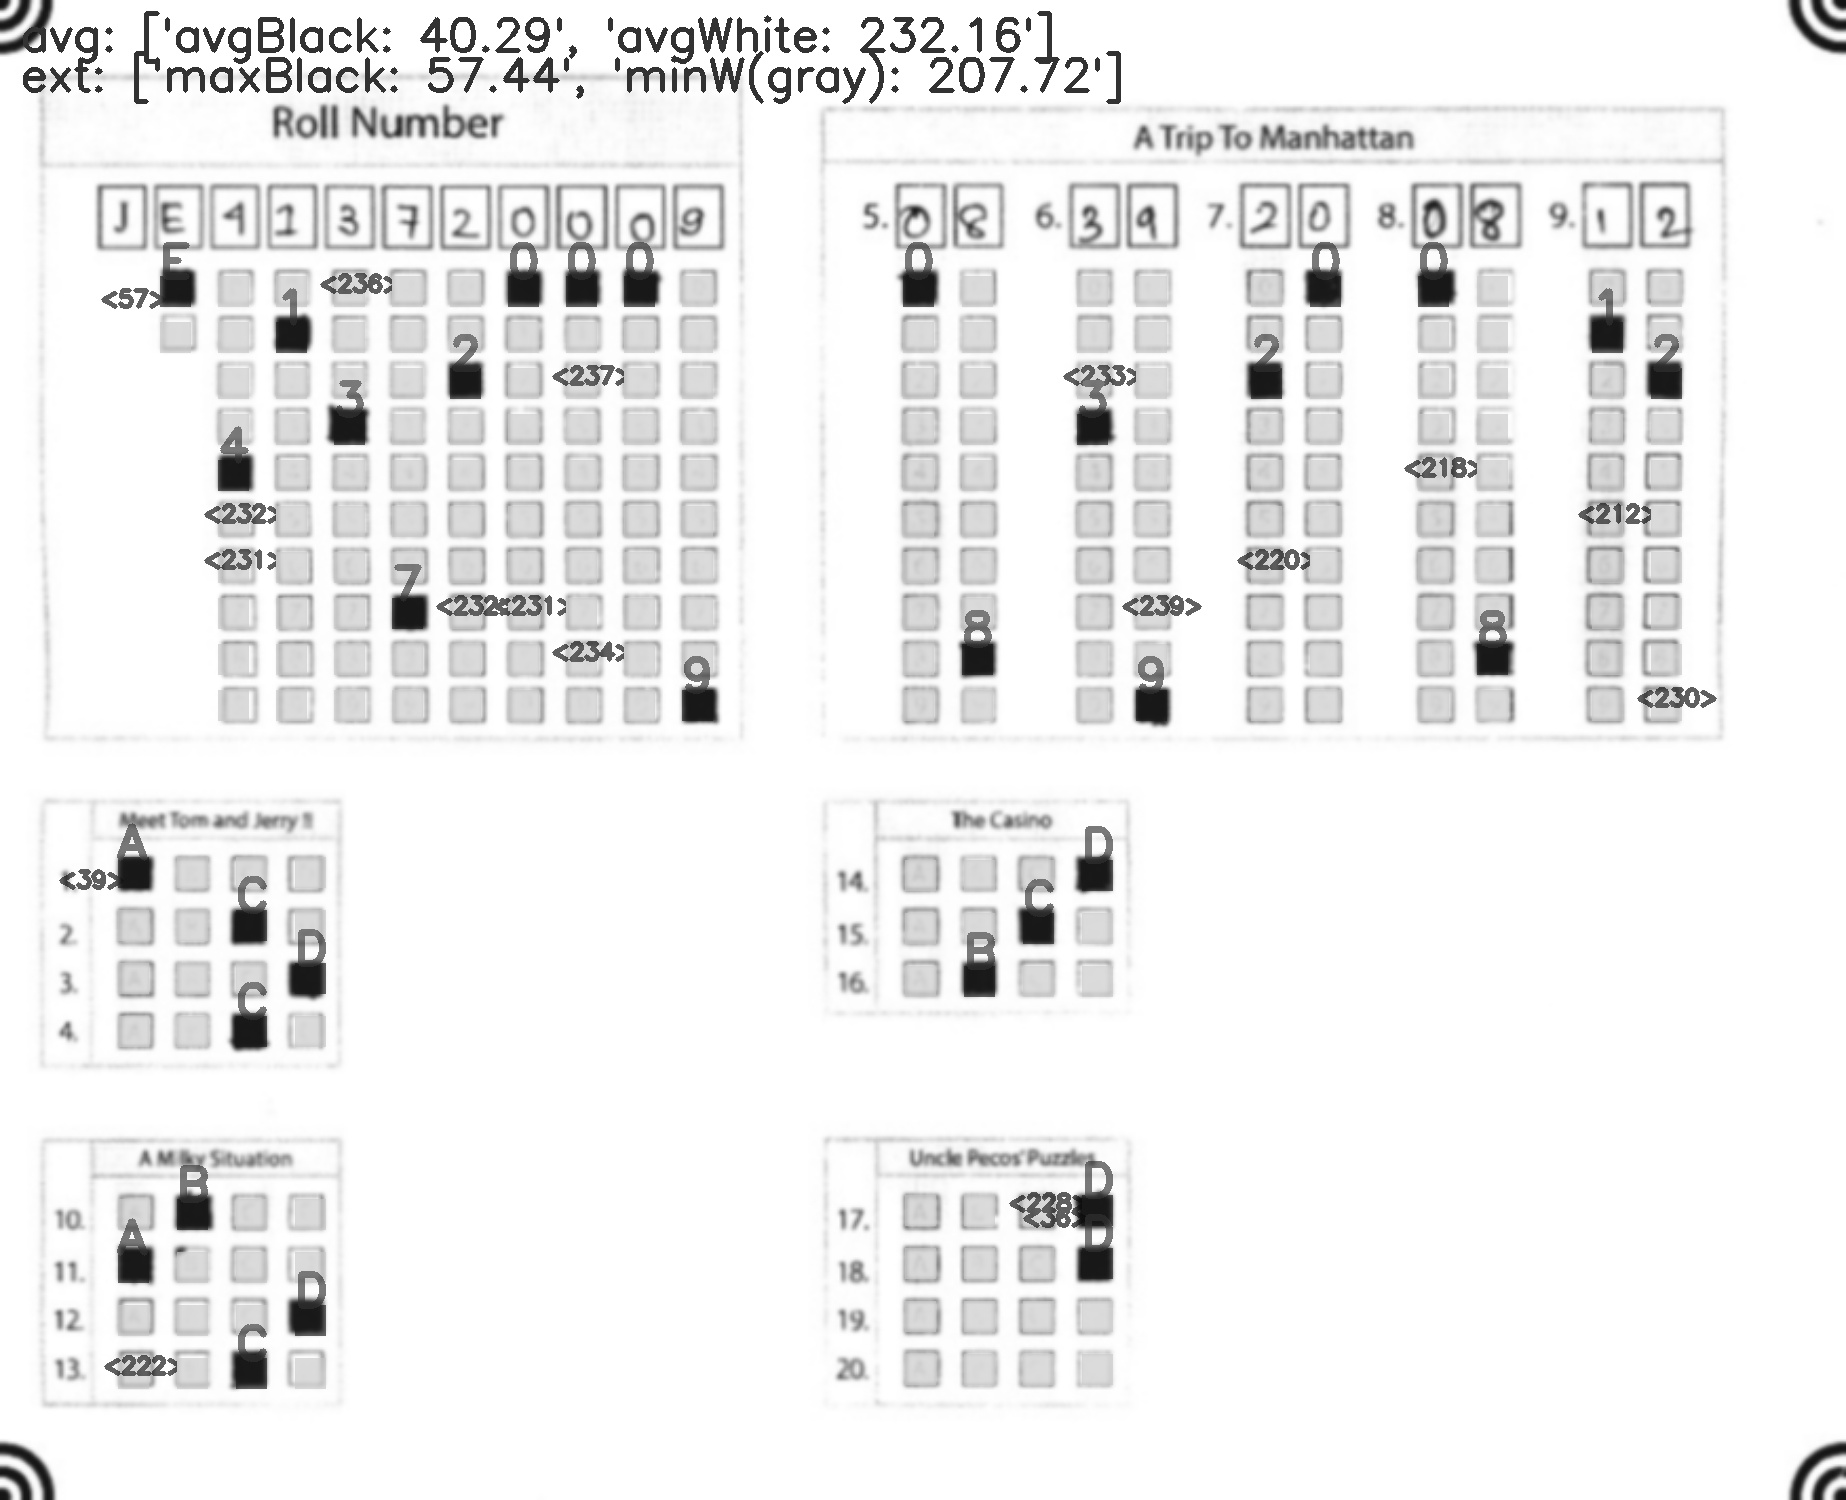 avg: ['avgBlack: 40.29', 'avgWhite: 232.16']
ext: ['maxBlack: 57.44', 'minW(gray): 207.72']
Roll Number
J E 4 1 3 7 2 0 0 0 9
E 0 0 0
<57> <236>
1
2
<237>
3
4
<232>
<231>
7
<232 <231>
<234>
9
A Trip To Manhattan
5. 0 8 6. 3 9 7. 2 0 8. 0 8 9. 1 2
0 0 0
1
2 2
<233>
3
<218>
<212>
<220>
<239>
8 8
9
<230>
Meet Tom and Jerry !!
A
<39>
C
2.
D
3.
C
4.
The Casino
D
14.
C
15.
B
16.
A Milky Situation
B
10.
A
11.
D
12.
C
13. <222>
Uncle Pecos' Puzzles
D
<228>
17. <36>
D
18.
19.
20.